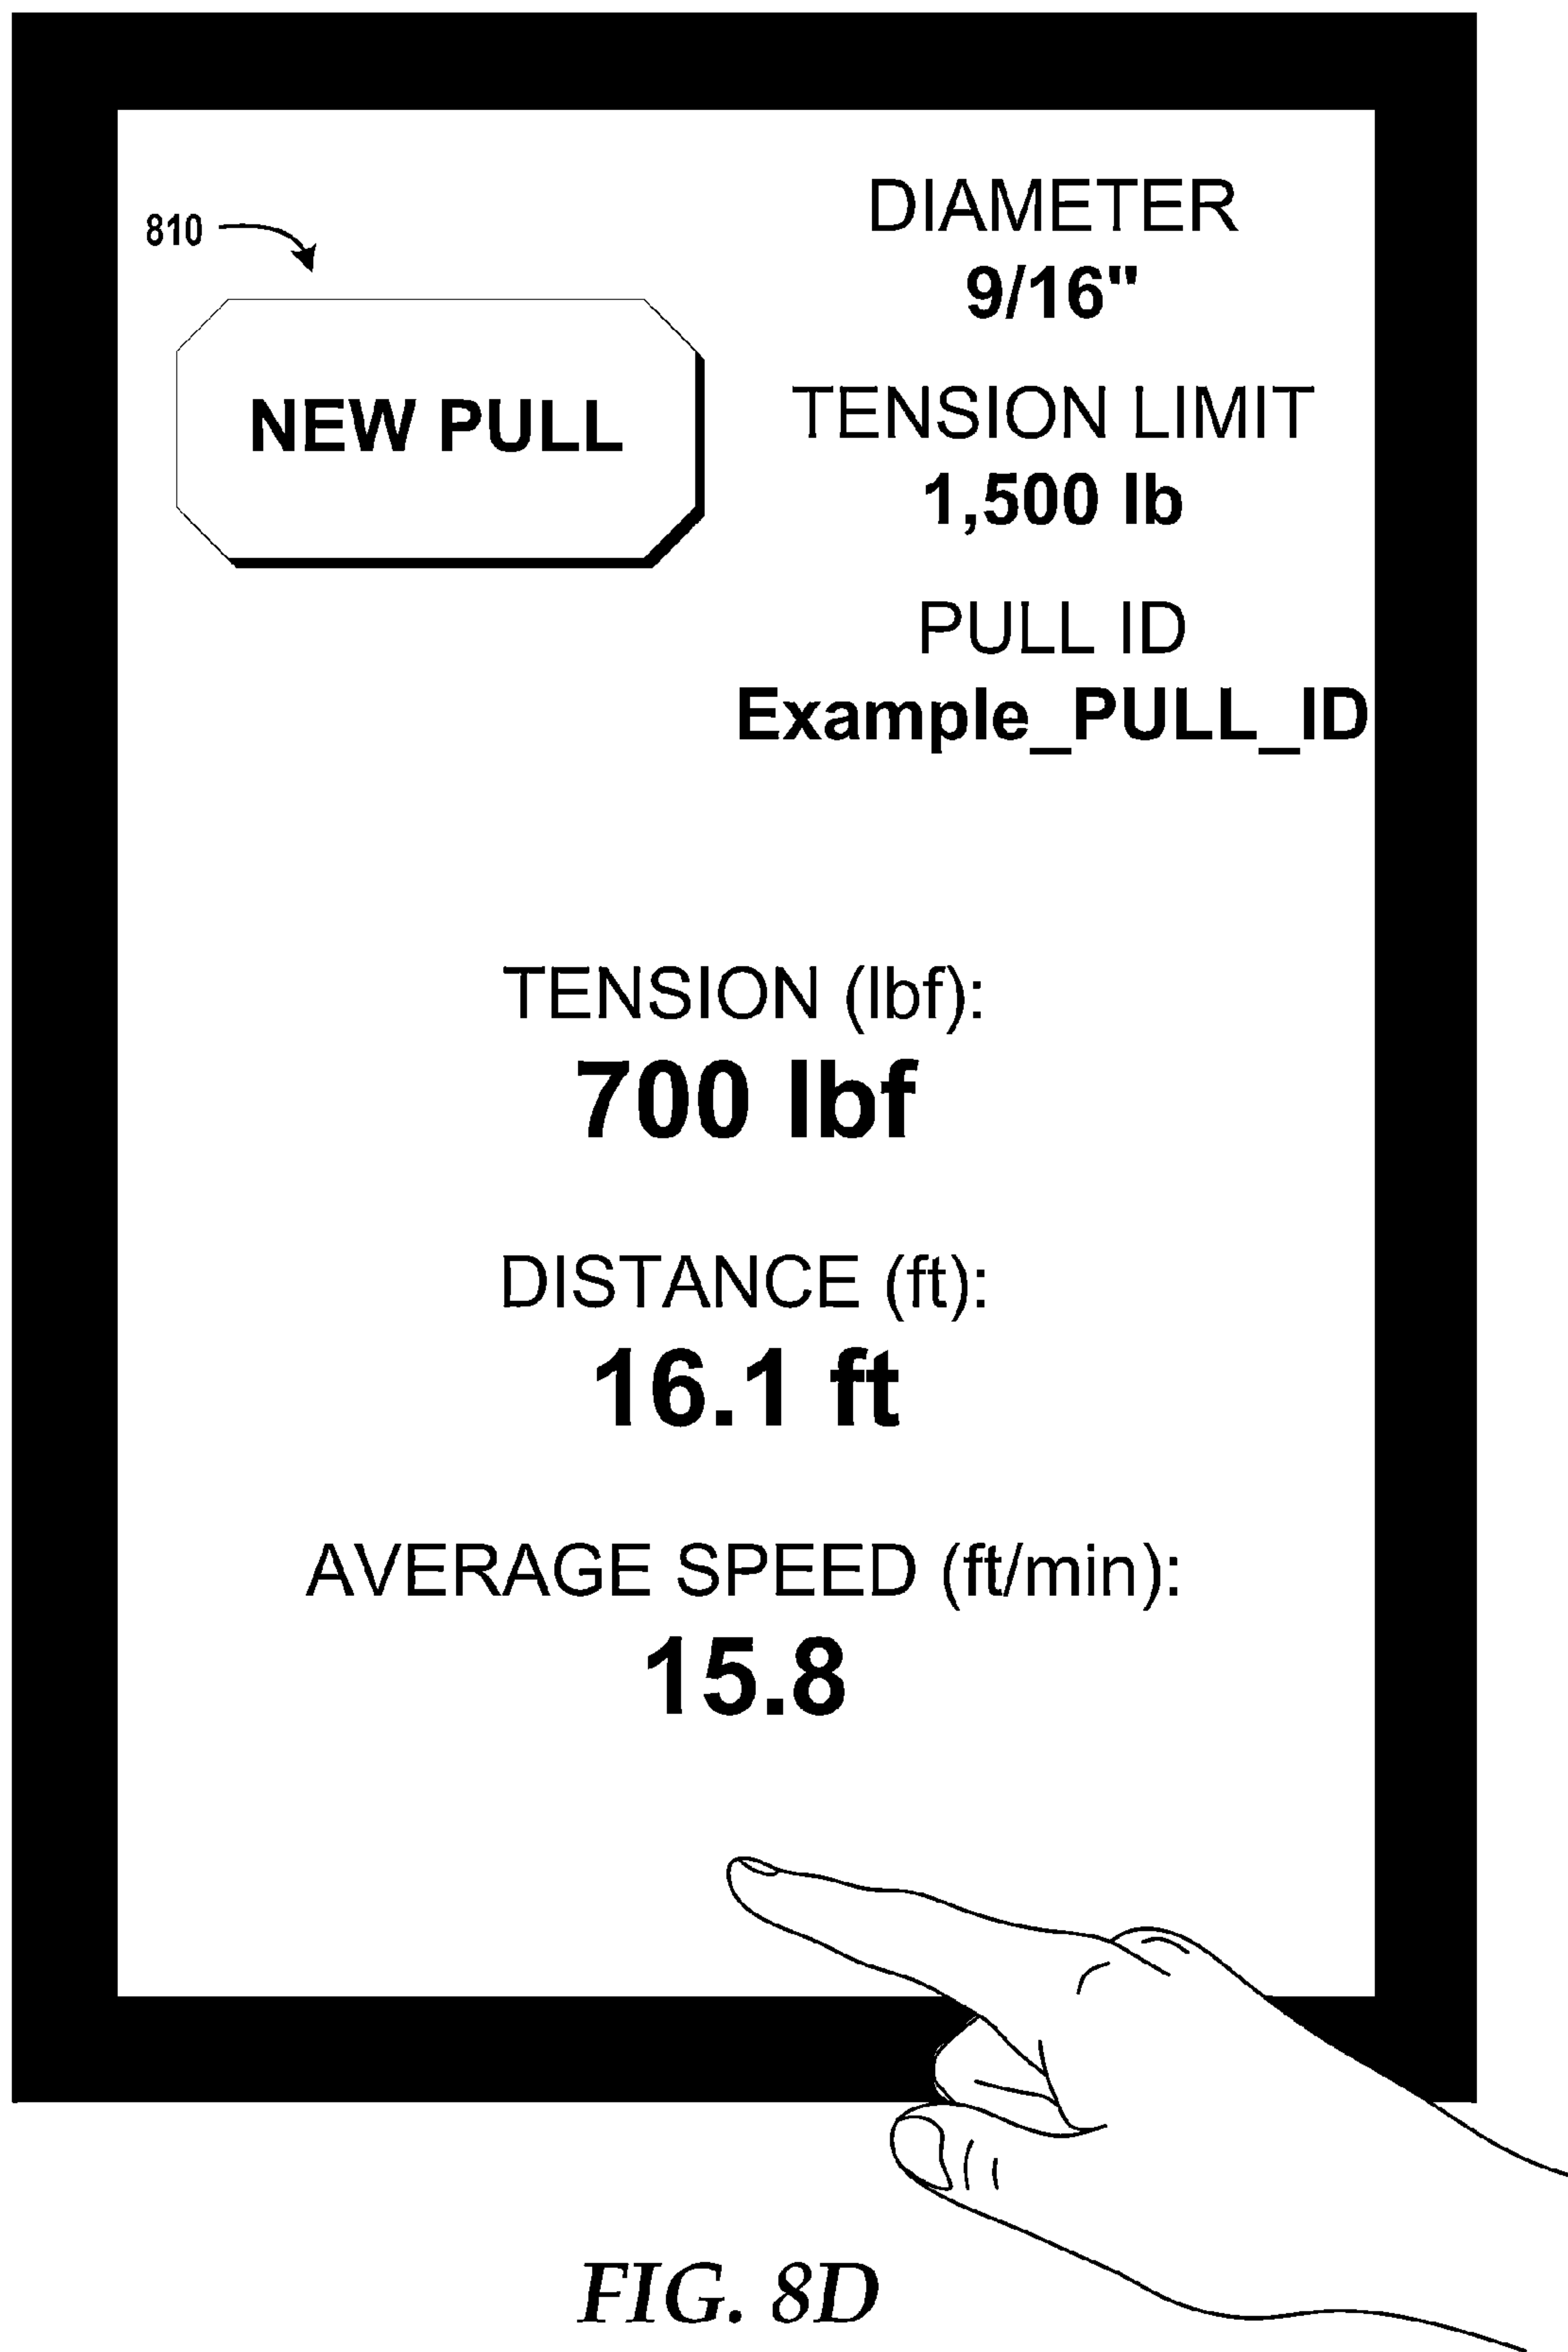 810
NEW PULL
DIAMETER
9/16"
TENSION LIMIT
1,500 lb
PULL ID
Example_PULL_ID
TENSION (lbf):
700 lbf
DISTANCE (ft):
16.1 ft
AVERAGE SPEED (ft/min):
15.8
FIG. 8D